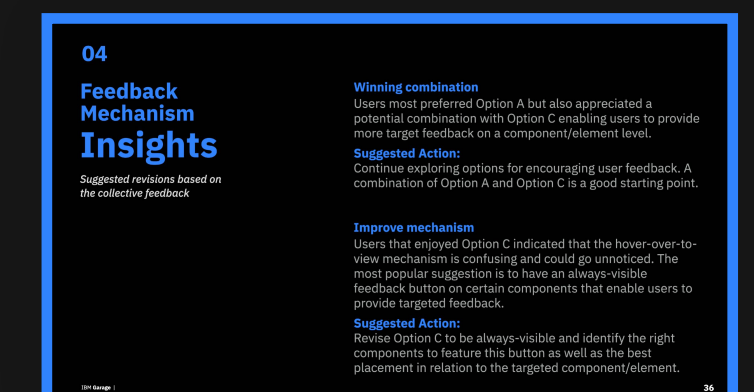 04
Feedback
Mechanism
Insights
Suggested revisions based on
the collective feedback
Winning combination
Users most preferred Option A but also appreciated a
potential combination with Option C enabling users to provide
more target feedback on a component/element level.
Suggested Action:
Continue exploring options for encouraging user feedback. A
combination of Option A and Option C is a good starting point.
Improve mechanism
Users that enjoyed Option C indicated that the hover-over-to-
view mechanism is confusing and could go unnoticed. The
most popular suggestion is to have an always-visible
feedback button on certain components that enable users to
provide targeted feedback.
Suggested Action:
Revise Option C to be always-visible and identify the right
components to feature this button as well as the best
placement in relation to the targeted component/element.
IBM Garage |
36